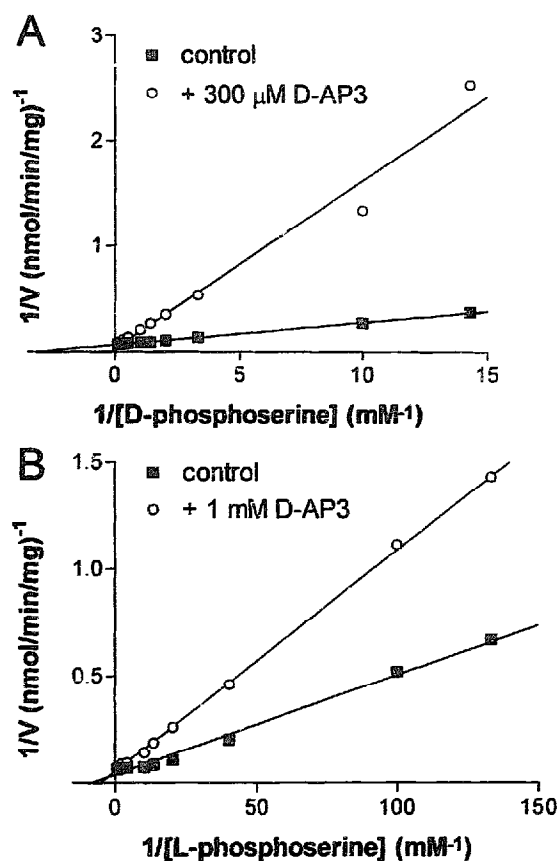 A
3
control
+ 300 µM D-AP3
2
1
1/V (nmol/min/mg)-1
0 5 10 15
1/[D-phosphoserine] (mM-1)
B
1.5
control
+ 1 mM D-AP3
1.0
0.5
1/V (nmol/min/mg)-1
0 50 100 150
1/[L-phosphoserine] (mM-1)